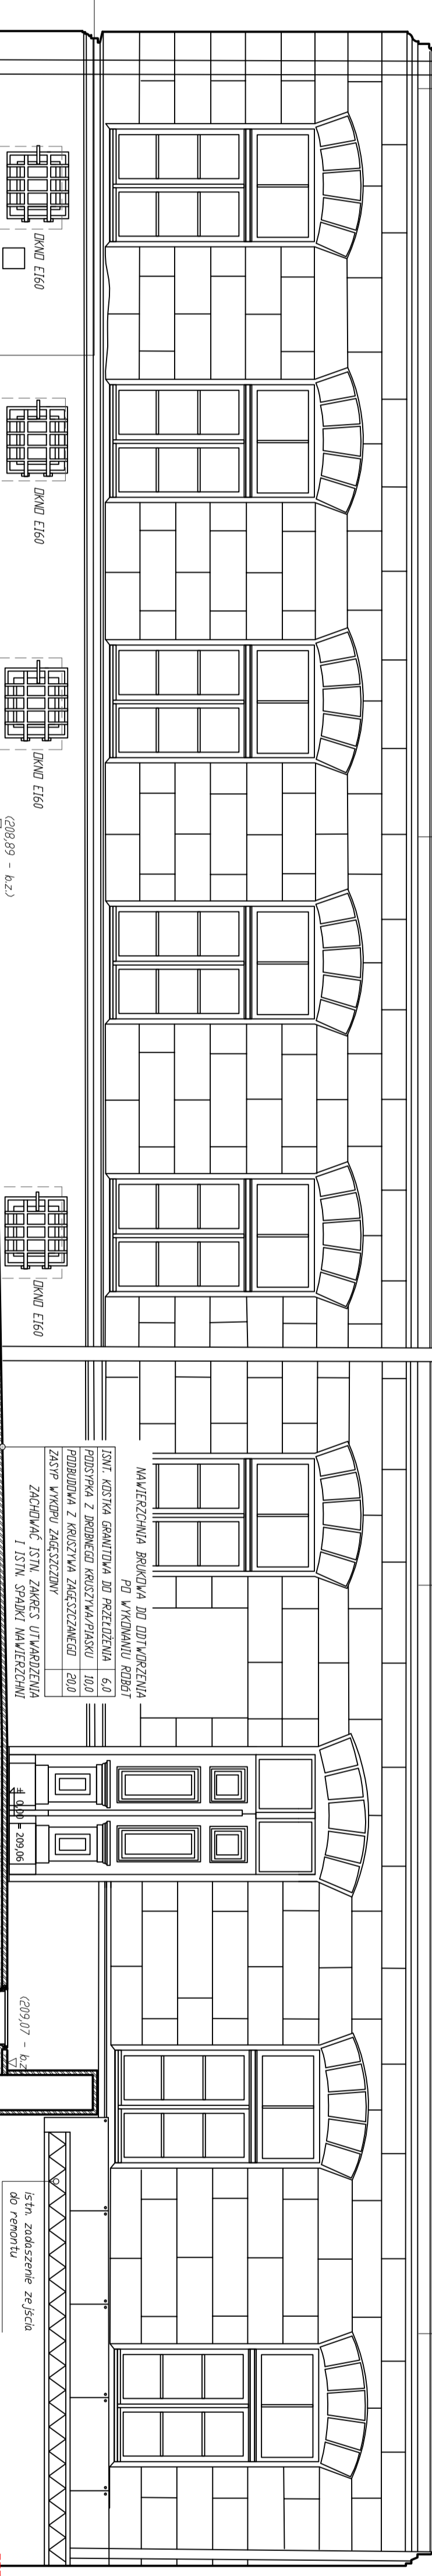 OKNO EI60
OKNO EI60
OKNO EI60
(208,89 - b.z.)
OKNO EI60
NAWIERZCHNIA BRUKOWA DO ODTWORZENIA
PO WYKONANIU ROBÓT
ISNT. KOSTKA GRANITOWA DO PRZEŁOŻENIA 6,0
PODSYPKA Z DROBNEGO KRUSZYWA/PIASKU 10,0
PODBUDOWA Z KRUSZYWA ZAGĘSZCZANEGO 20,0
ZASYP WYKOPU ZAGĘSZCZONY
ZACHOWAĆ ISTN. ZAKRES UTWARDZENIA
I ISTN. SPADKI NAWIERZCHNI
± 0,00 = 209,06
(209,07 - b.z.
istn. zadaszenie zejścia
do remontu